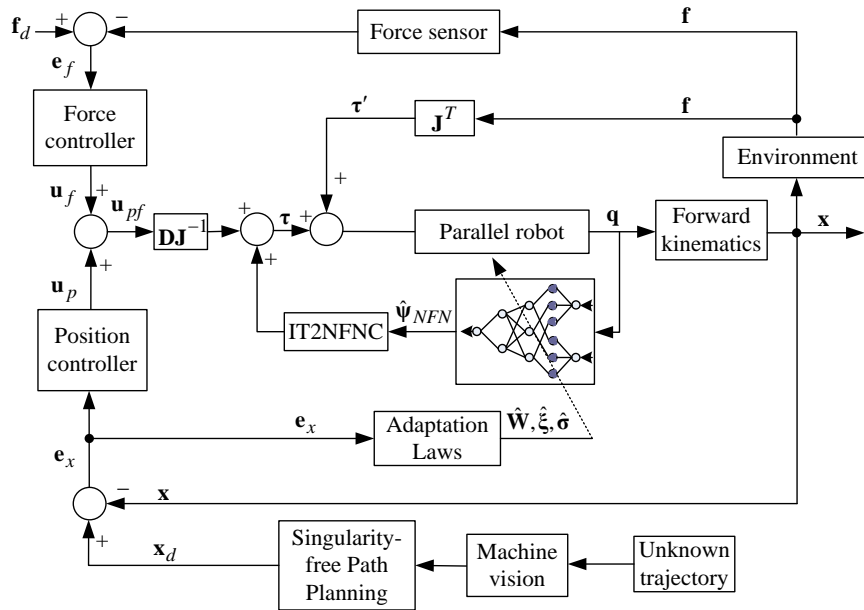 f_d
+
−
Force sensor
f
e_f
Force
controller
τ′
J^T
f
Environment
u_f
+
u_pf
+
DJ⁻¹
+
τ
+
+
Parallel robot
q
Forward
kinematics
x
u_p
+
Position
controller
IT2NFNC
ψ̂_NFN
e_x
Adaptation
Laws
Ŵ, ξ̂, σ̂
e_x
−
x
+
x_d
Singularity-
free Path
Planning
Machine
vision
Unknown
trajectory